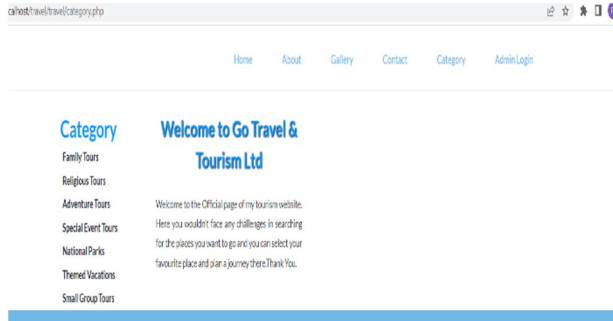 calhost/travel/travel/category.php
Home About Gallery Contact Category Admin Login
Category
Family Tours
Religious Tours
Adventure Tours
Special Event Tours
National Parks
Themed Vacations
Small Group Tours
Welcome to Go Travel &
Tourism Ltd
Welcome to the Official page of my tourism website.
Here you wouldn't face any challenges in searching
for the places you want to go and you can select your
favourite place and plan a journey there.Thank You.